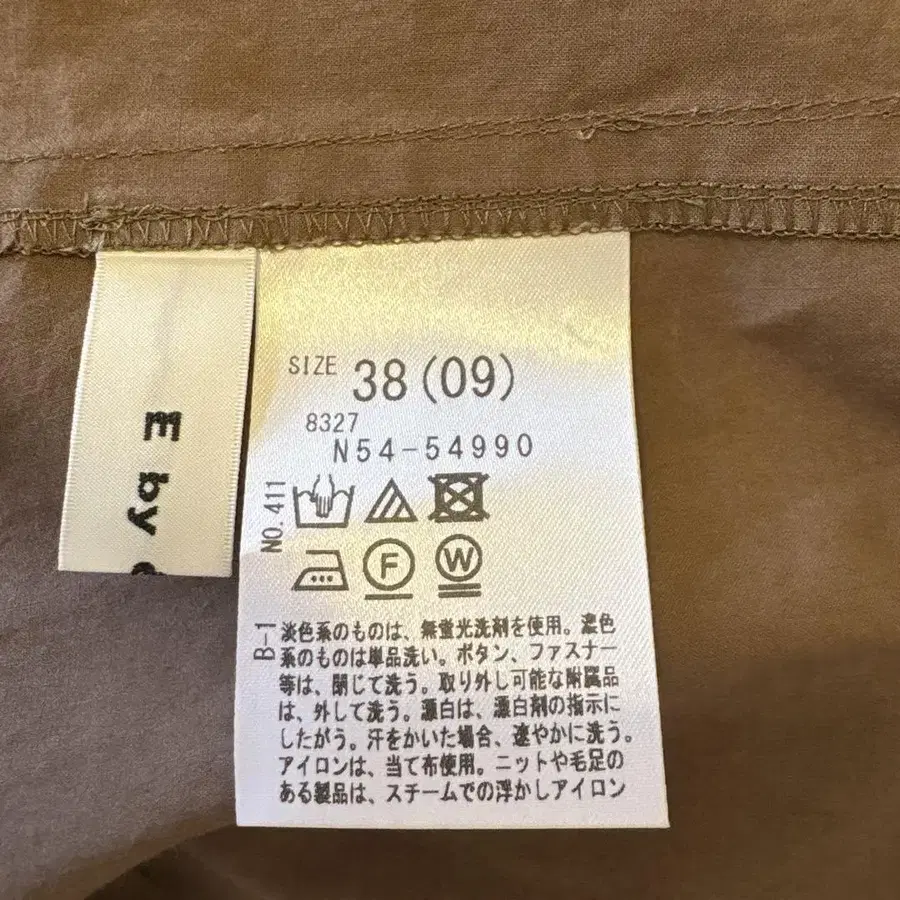 E by e
SIZE 38(09)
8327
N54-54990
NO.411
F
W
B-1
淡色系のものは、無蛍光洗剤を使用。濃色
系のものは単品洗い。ボタン、ファスナー
等は、閉じて洗う。取り外し可能な附属品
は、外して洗う。漂白は、漂白剤の指示に
したがう。汗をかいた場合、速やかに洗う。
アイロンは、当て布使用。ニットや毛足の
ある製品は、スチームでの浮かしアイロン